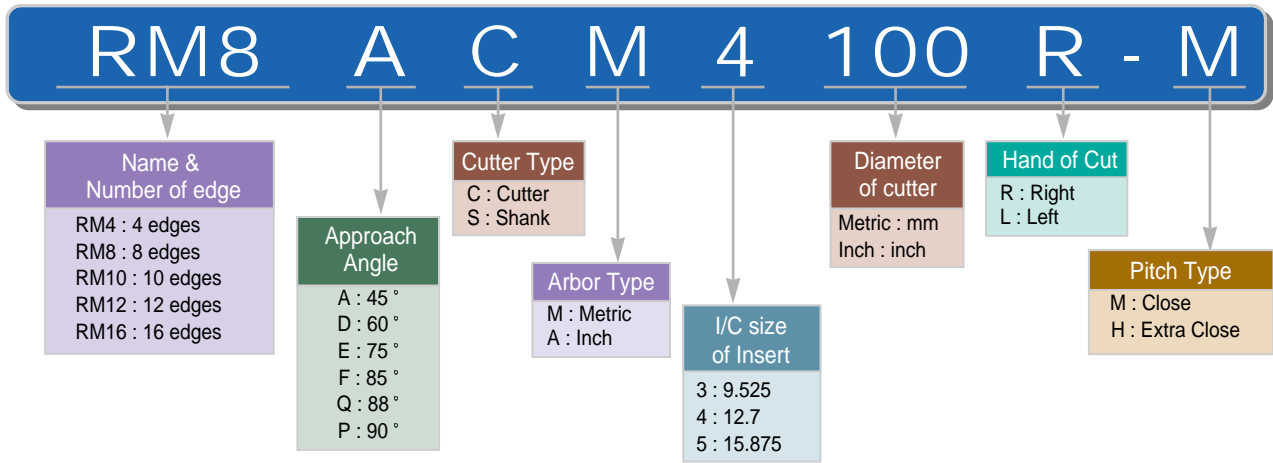 RM8 A C M 4 100 R - M
Name &
Number of edge
RM4 : 4 edges
RM8 : 8 edges
RM10 : 10 edges
RM12 : 12 edges
RM16 : 16 edges
Approach
Angle
A : 45°
D : 60°
E : 75°
F : 85°
Q : 88°
P : 90°
Cutter Type
C : Cutter
S : Shank
Arbor Type
M : Metric
A : Inch
I/C size
of Insert
3 : 9.525
4 : 12.7
5 : 15.875
Diameter
of cutter
Metric : mm
Inch : inch
Hand of Cut
R : Right
L : Left
Pitch Type
M : Close
H : Extra Close